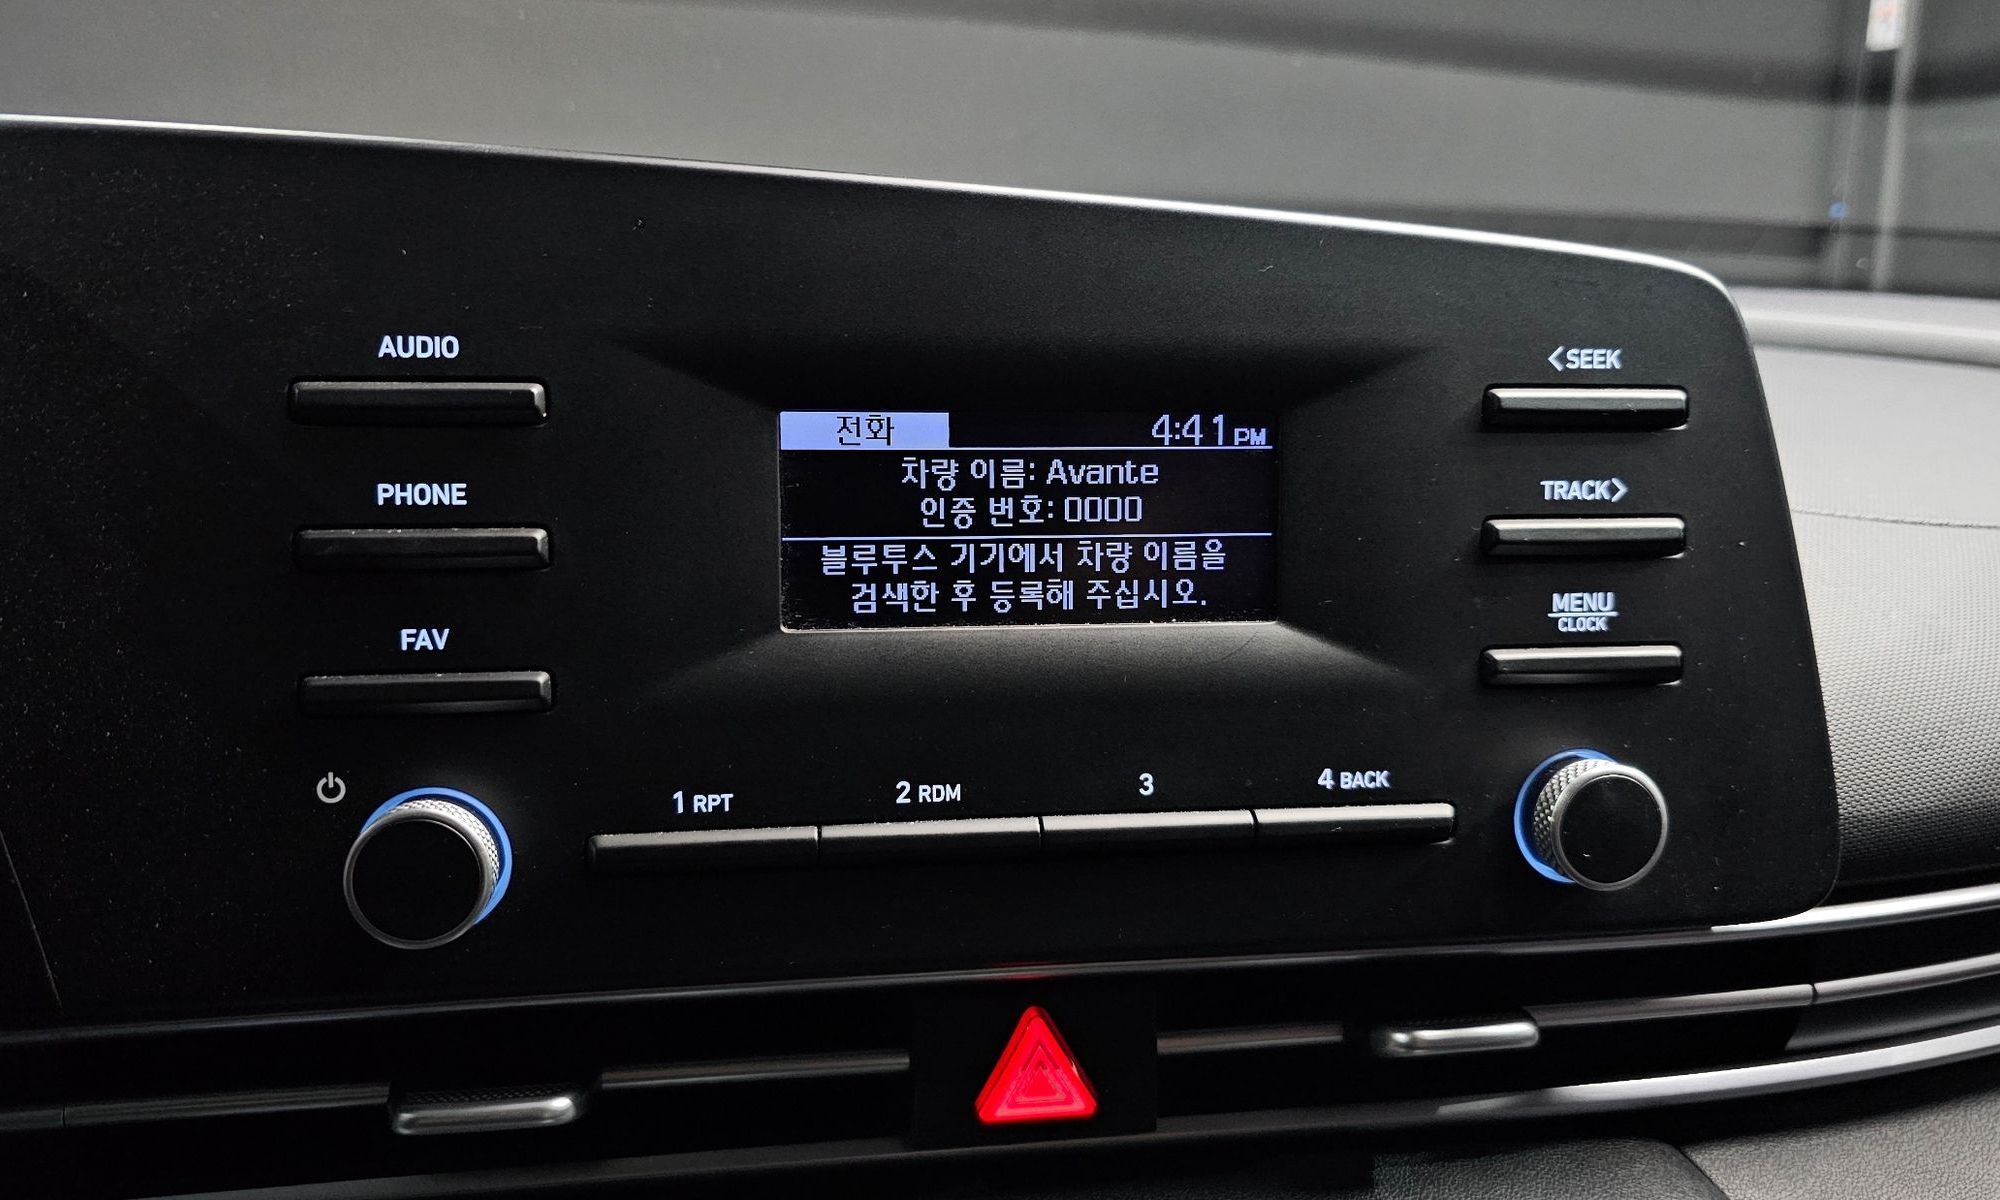 AUDIO
PHONE
FAV
전화 4:41 PM
차량 이름: Avante
인증 번호: 0000
블루투스 기기에서 차량 이름을
검색한 후 등록해 주십시오.
<SEEK
TRACK>
MENU
CLOCK
1 RPT 2 RDM 3 4 BACK